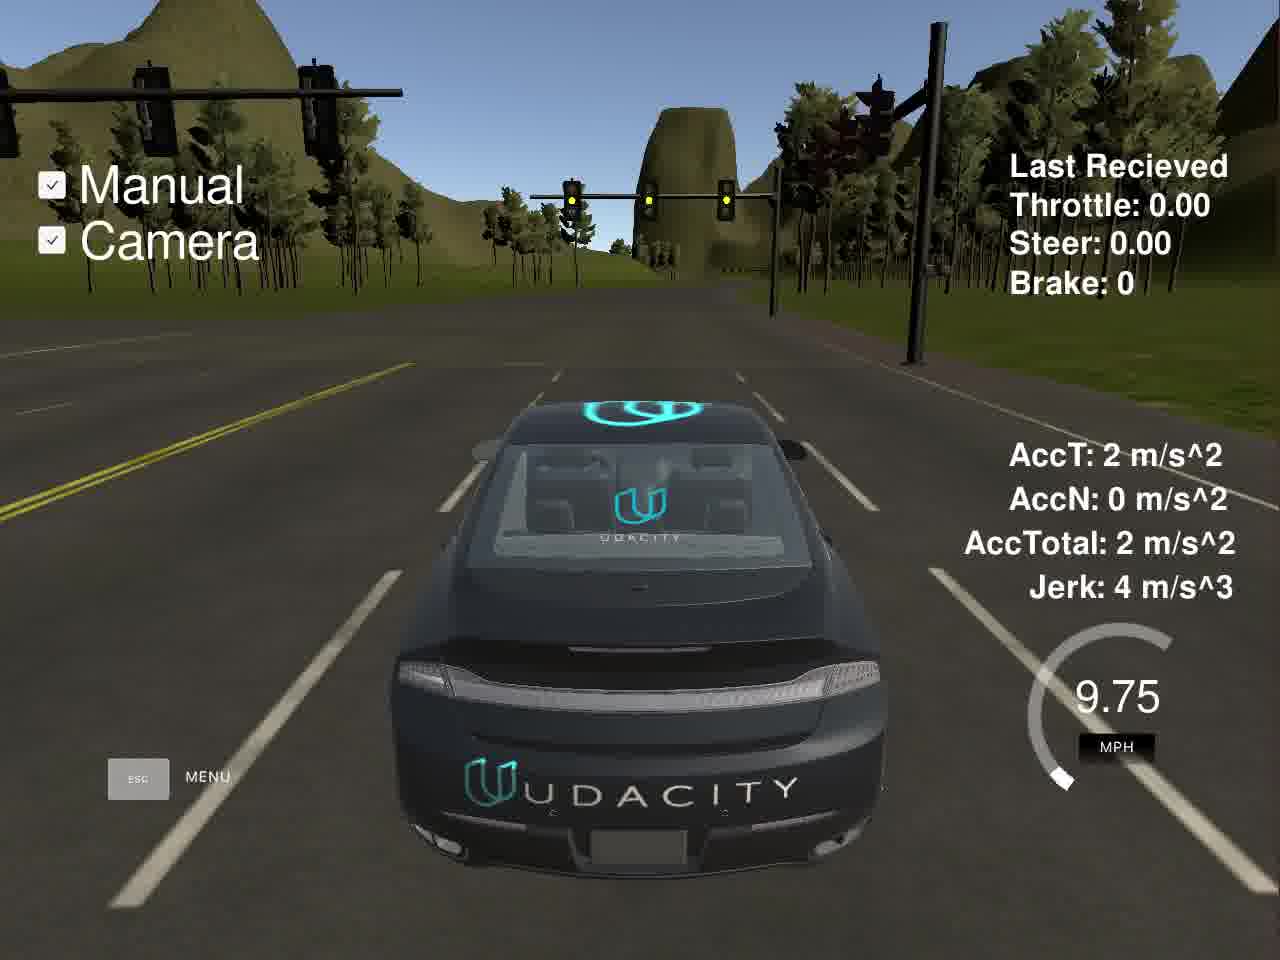 Manual
Camera
Last Recieved
Throttle: 0.00
Steer: 0.00
Brake: 0
AccT: 2 m/s^2
AccN: 0 m/s^2
AccTotal: 2 m/s^2
Jerk: 4 m/s^3
UDACITY
9.75
MPH
ESC
MENU
UDACITY